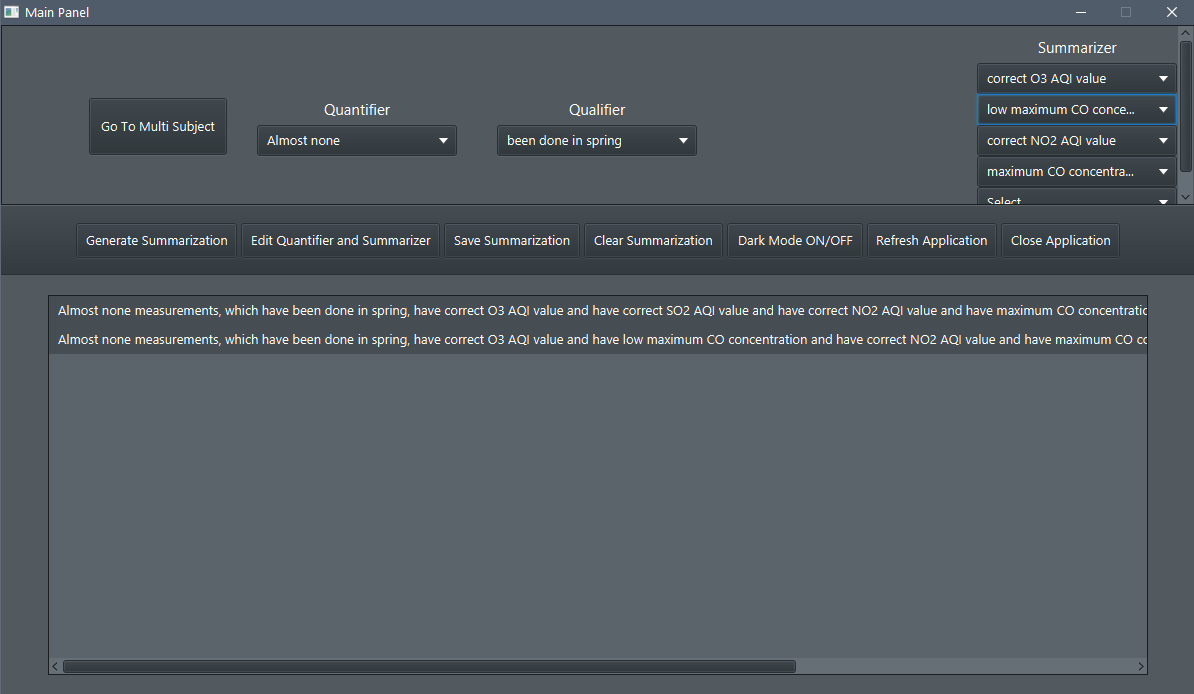 Main Panel
Summarizer
correct O3 AQI value
low maximum CO conce...
correct NO2 AQI value
maximum CO concentra...
Select
Go To Multi Subject
Quantifier
Almost none
Qualifier
been done in spring
Generate Summarization
Edit Quantifier and Summarizer
Save Summarization
Clear Summarization
Dark Mode ON/OFF
Refresh Application
Close Application
Almost none measurements, which have been done in spring, have correct O3 AQI value and have correct SO2 AQI value and have correct NO2 AQI value and have maximum CO concentratic
Almost none measurements, which have been done in spring, have correct O3 AQI value and have low maximum CO concentration and have correct NO2 AQI value and have maximum CO cc